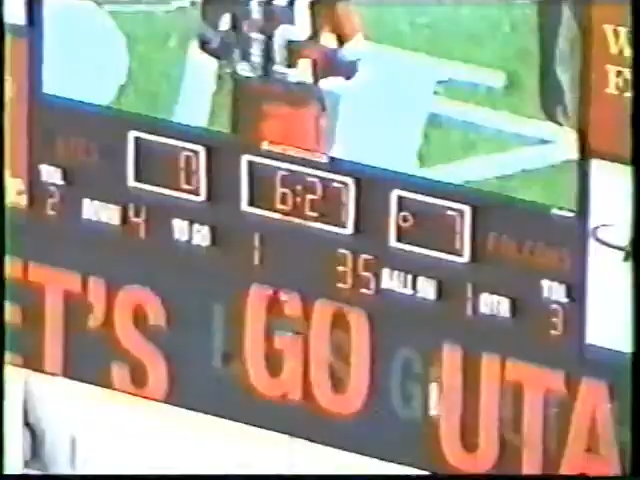 W
F
UTES 0 6:27 7 FALCONS
TOL 2 DOWN 4 TO GO 1 35 BALL ON 1 QTR TOL 3
ET'S GO UTA